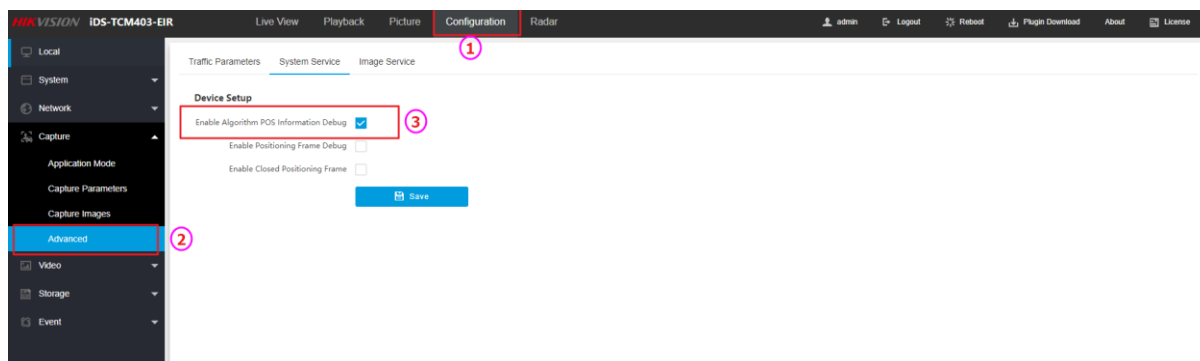 HIKVISION iDS-TCM403-EIR Live View Playback Picture Configuration Radar admin Logout Reboot Plugin Download About License
1
Local
Traffic Parameters System Service Image Service
System
Device Setup
Network
Enable Algorithm POS Information Debug 3
Capture
Enable Positioning Frame Debug
Application Mode
Enable Closed Positioning Frame
Capture Parameters
Save
Capture Images
Advanced 2
Video
Storage
Event